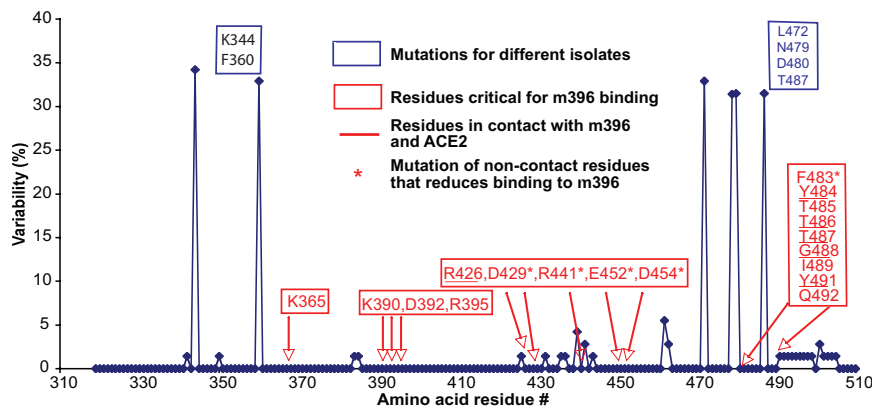 40
35
30
25
20
15
10
5
0
Variability (%)
310
330
350
370
390
410
430
450
470
490
510
Amino acid residue #
K344
F360
Mutations for different isolates
Residues critical for m396 binding
Residues in contact with m396
and ACE2
* Mutation of non-contact residues
that reduces binding to m396
L472
N479
D480
T487
K365
K390,D392,R395
R426,D429*,R441*,E452*,D454*
F483*
Y484
T485
T486
T487
G488
I489
Y491
Q492